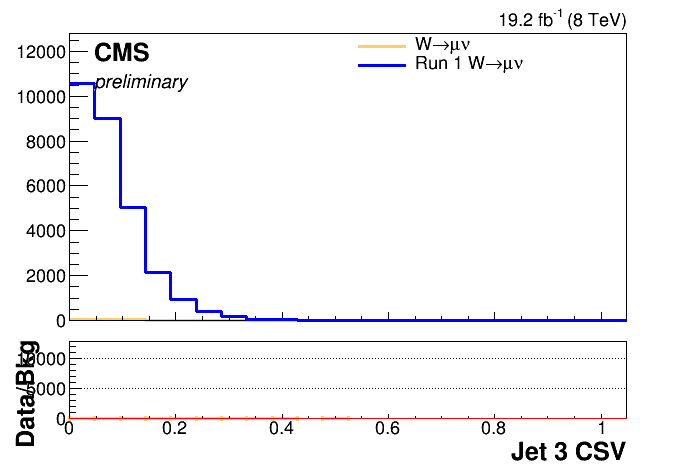 19.2 fb-1 (8 TeV)
CMS
preliminary
W→μν
Run 1 W→μν
12000
10000
8000
6000
4000
2000
0
Data/Bkg
0
0 0.2 0.4 0.6 0.8 1
Jet 3 CSV